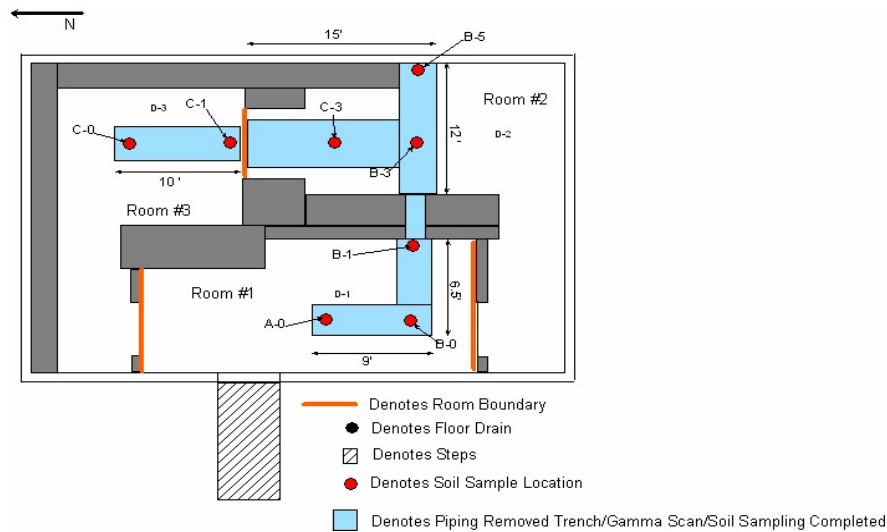 N
15'
B-5
Room #2
D-3
C-1
C-3
C-0
12'
D-2
B-3
10 '
Room #3
B-1
6.5'
Room #1
D-1
A-0
B-0
9'
Denotes Room Boundary
Denotes Floor Drain
Denotes Steps
Denotes Soil Sample Location
Denotes Piping Removed Trench/Gamma Scan/Soil Sampling Completed